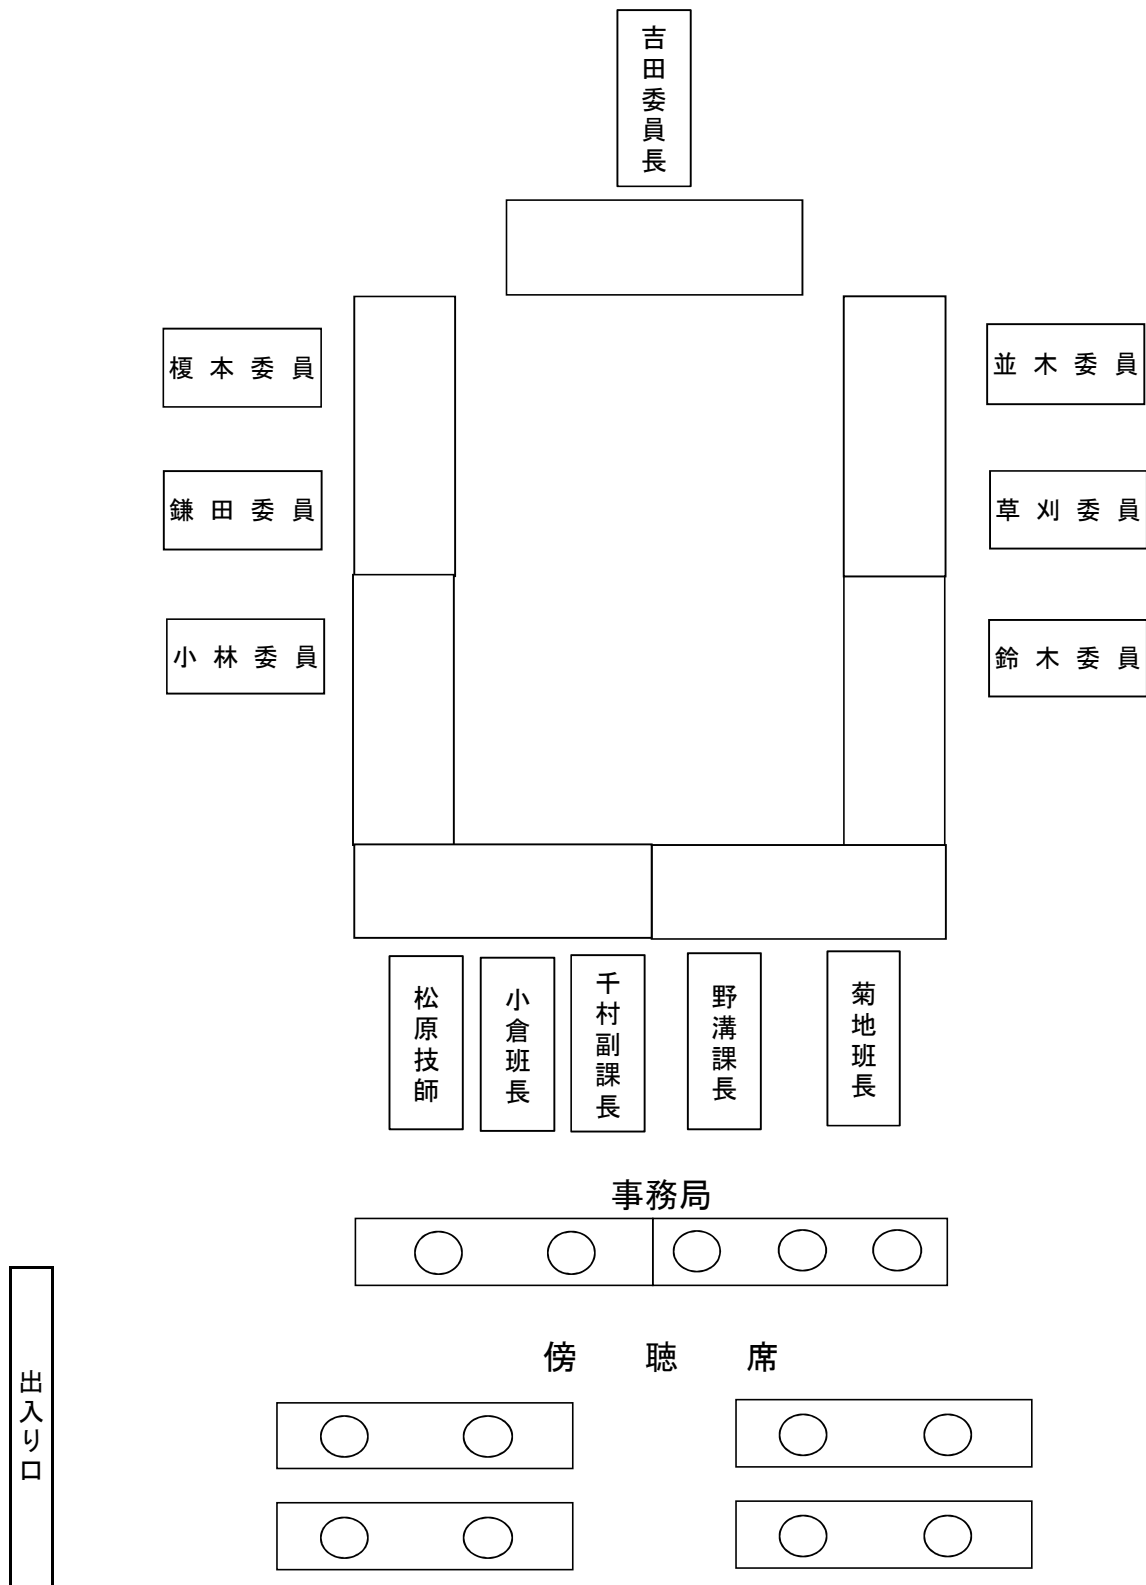 吉田委員長
榎本委員
並木委員
鎌田委員
草刈委員
小林委員
鈴木委員
松原技師
小倉班長
千村副課長
野溝課長
菊地班長
事務局
傍聴席
出入り口